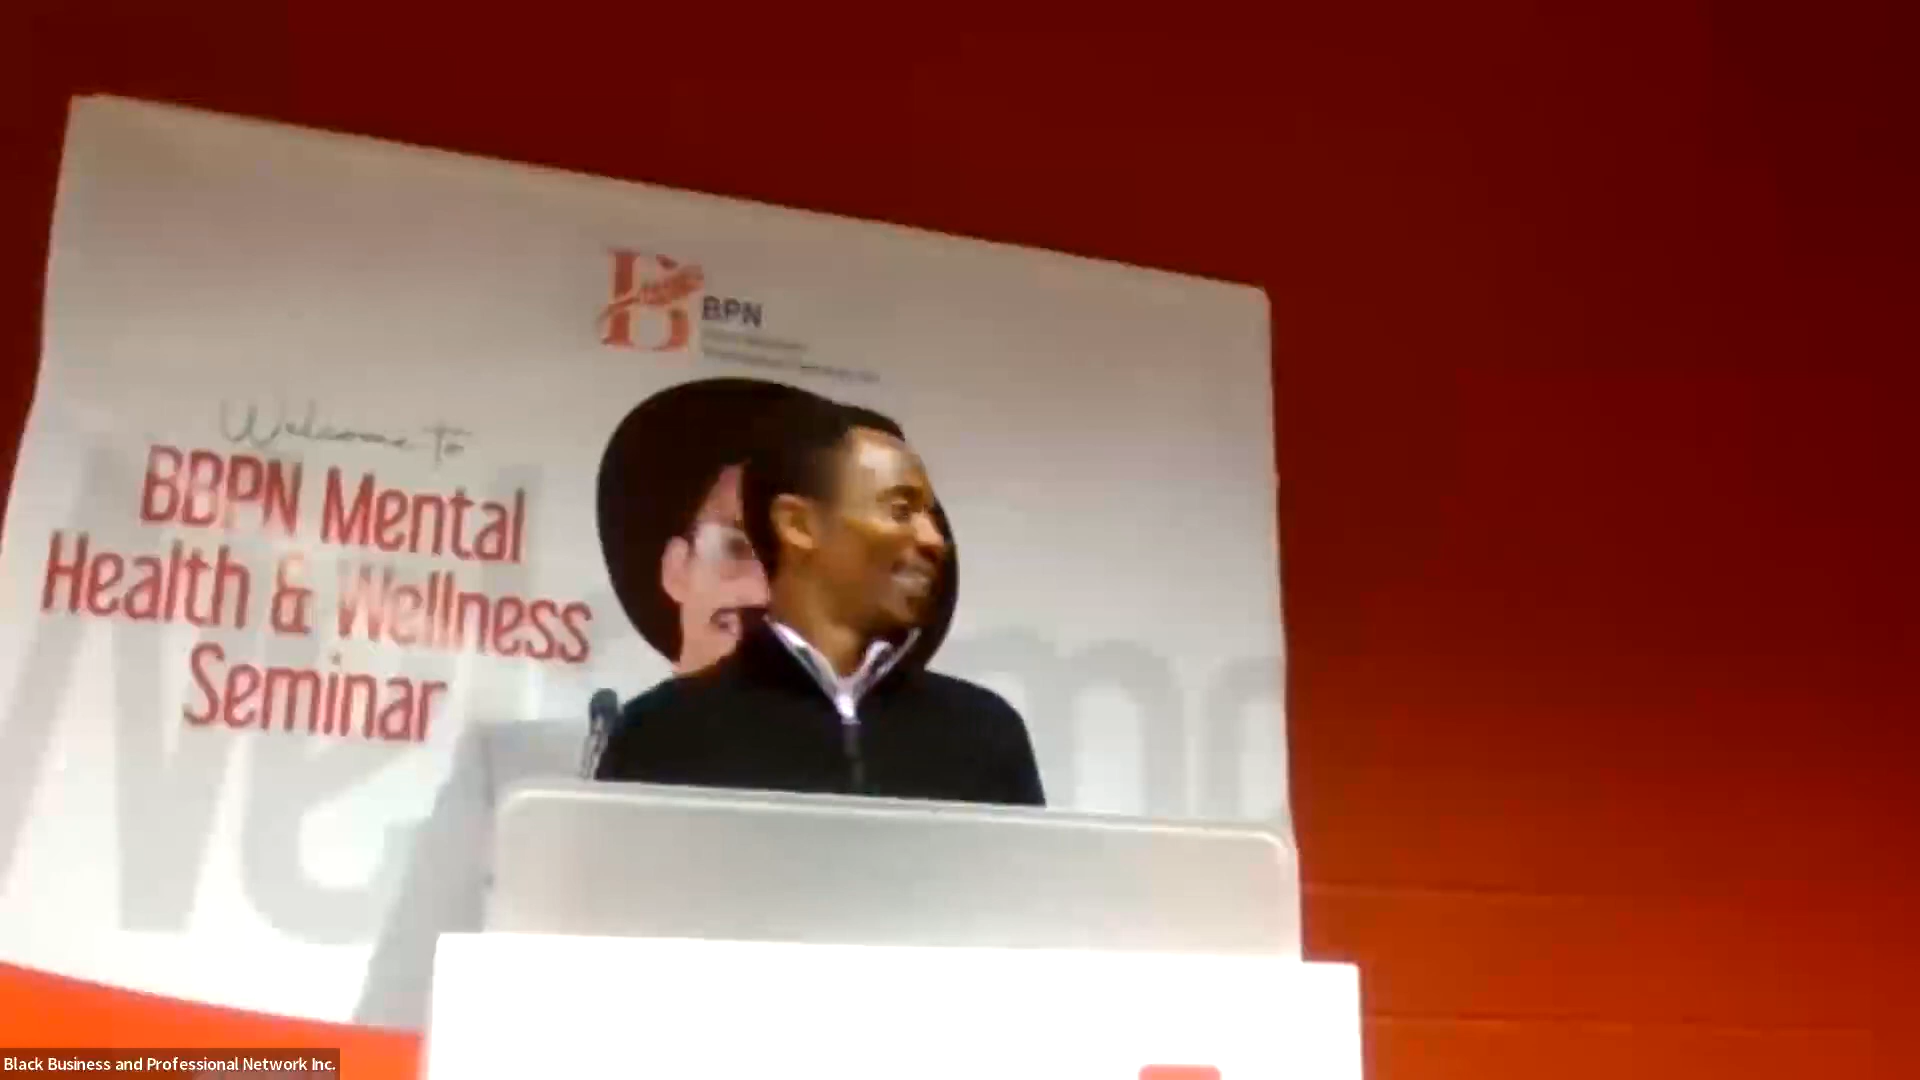 BPN
Welcome to
BBPN Mental
Health & Wellness
Seminar
Black Business and Professional Network Inc.